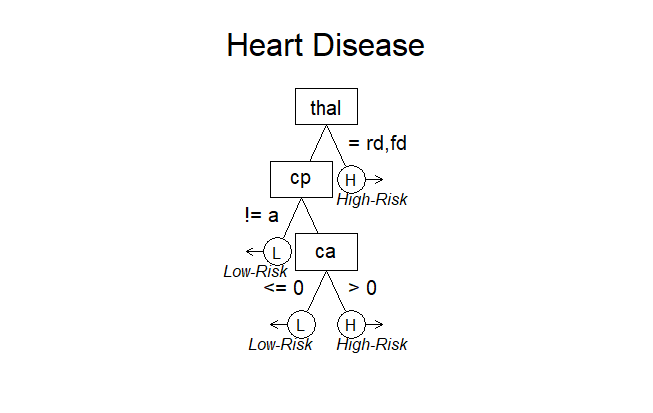 Heart Disease
thal
= rd,fd
cp
H
High-Risk
!= a
L
ca
Low-Risk
<= 0
> 0
L
H
Low-Risk
High-Risk